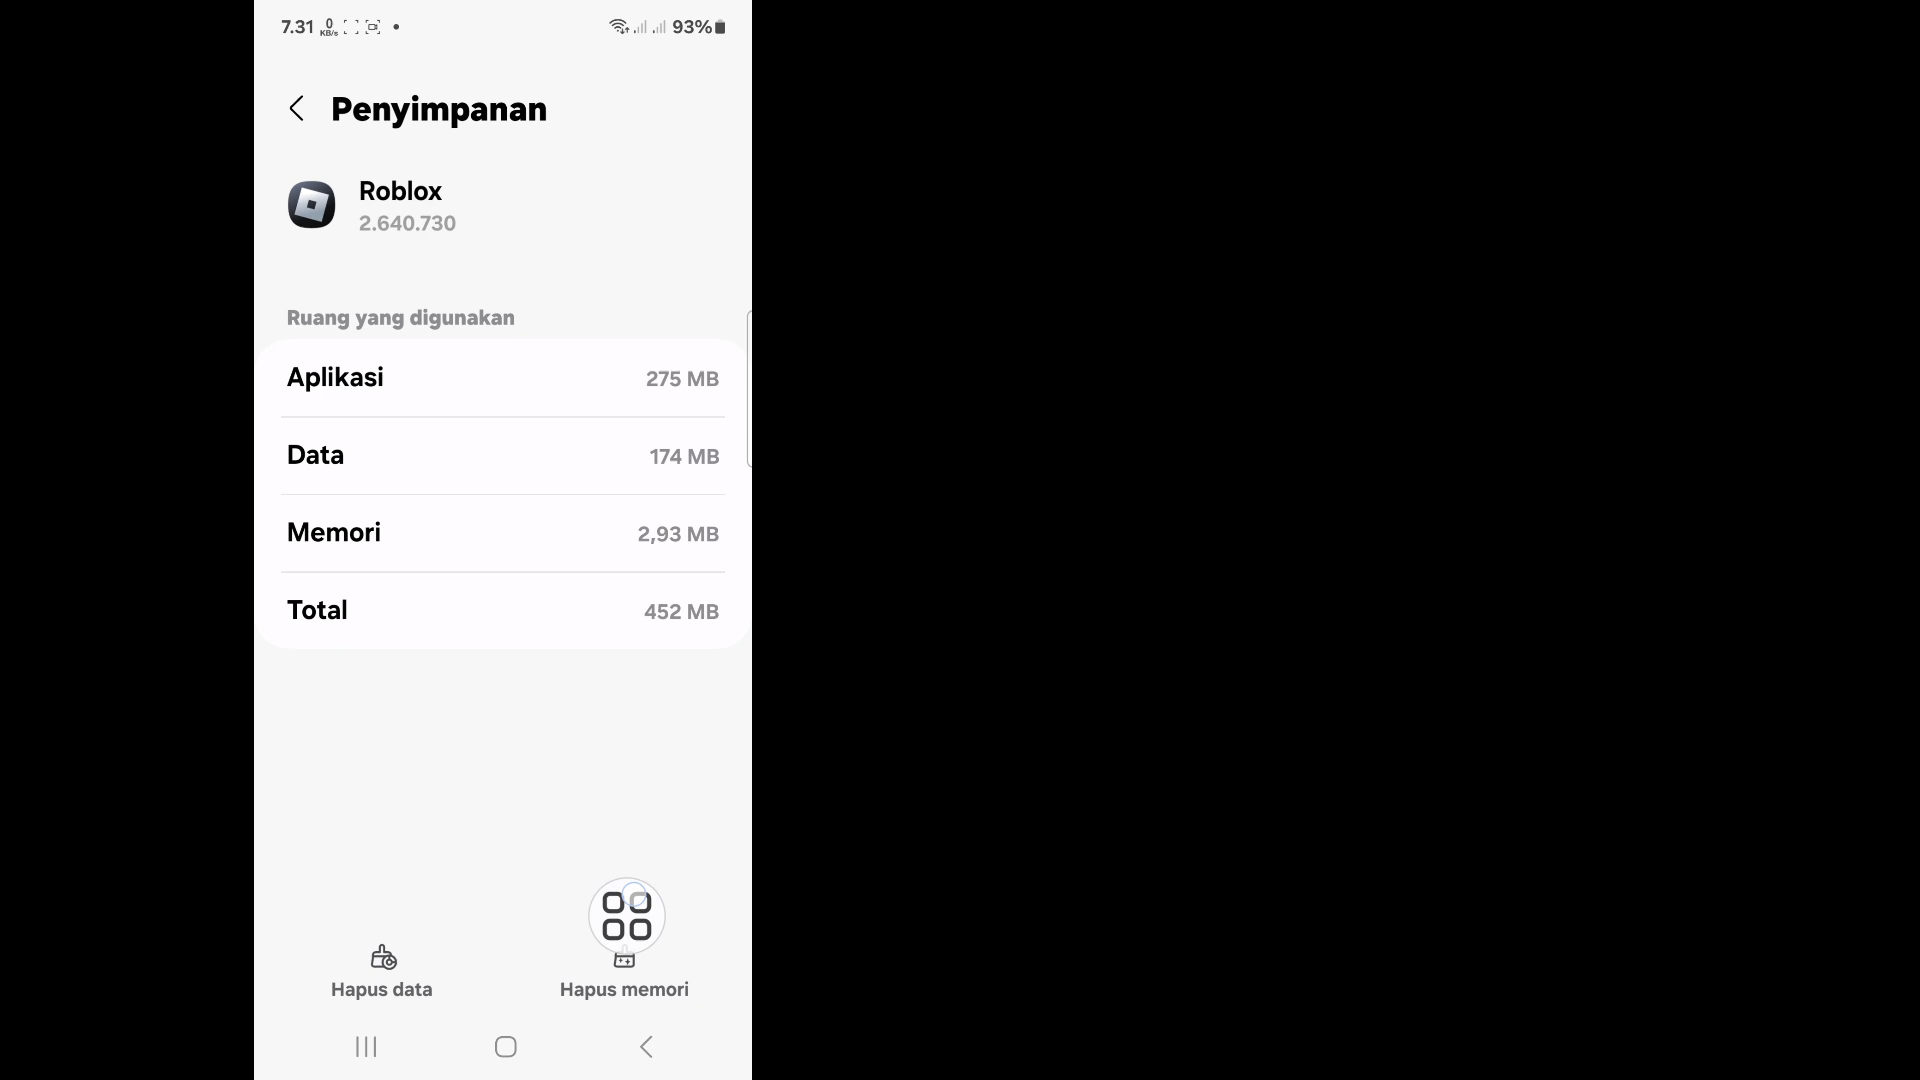 7.31 0 KB/s 93%
Penyimpanan
Roblox
2.640.730
Ruang yang digunakan
Aplikasi 275 MB
Data 174 MB
Memori 2,93 MB
Total 452 MB
Hapus data Hapus memori